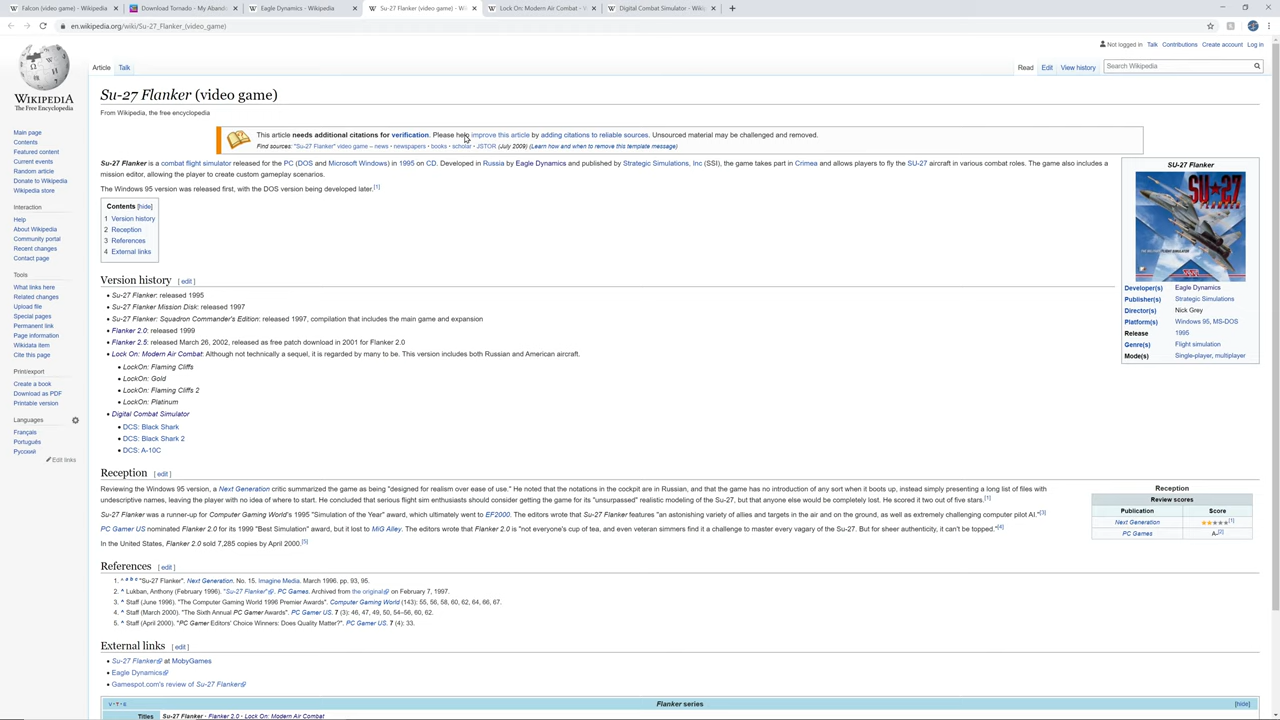 Falcon (video game) - Wikipedia
Download Tornado - My Aband
Eagle Dynamics - Wikipedia
Su-27 Flanker (video game) - Wi
Lock On: Modern Air Combat - W
Digital Combat Simulator - Wikip
en.wikipedia.org/wiki/Su-27_Flanker_(video_game)
Not logged in Talk Contributions Create account Log in
Article Talk
Read Edit View history
Search Wikipedia
WIKIPEDIA
The Free Encyclopedia
Main page
Contents
Featured content
Current events
Random article
Donate to Wikipedia
Wikipedia store
Interaction
Help
About Wikipedia
Community portal
Recent changes
Contact page
Tools
What links here
Related changes
Upload file
Special pages
Permanent link
Page information
Wikidata item
Cite this page
Print/export
Create a book
Download as PDF
Printable version
Languages
Français
Português
Русский
Edit links
Su-27 Flanker (video game)
From Wikipedia, the free encyclopedia
This article needs additional citations for verification. Please help improve this article by adding citations to reliable sources. Unsourced material may be challenged and removed.
Find sources: "Su-27 Flanker" video game – news · newspapers · books · scholar · JSTOR (July 2009) (Learn how and when to remove this template message)
Su-27 Flanker is a combat flight simulator released for the PC (DOS and Microsoft Windows) in 1995 on CD. Developed in Russia by Eagle Dynamics and published by Strategic Simulations, Inc (SSI), the game takes part in Crimea and allows players to fly the SU-27 aircraft in various combat roles. The game also includes a
mission editor, allowing the player to create custom gameplay scenarios.
The Windows 95 version was released first, with the DOS version being developed later.[1]
Contents [hide]
1 Version history
2 Reception
3 References
4 External links
Version history [ edit ]
• Su-27 Flanker: released 1995
• Su-27 Flanker Mission Disk: released 1997
• Su-27 Flanker: Squadron Commander's Edition: released 1997, compilation that includes the main game and expansion
• Flanker 2.0: released 1999
• Flanker 2.5: released March 26, 2002, released as free patch download in 2001 for Flanker 2.0
• Lock On: Modern Air Combat: Although not technically a sequel, it is regarded by many to be. This version includes both Russian and American aircraft.
• LockOn: Flaming Cliffs
• LockOn: Gold
• LockOn: Flaming Cliffs 2
• LockOn: Platinum
• Digital Combat Simulator
• DCS: Black Shark
• DCS: Black Shark 2
• DCS: A-10C
Su-27 Flanker
SU★27
FLANKER
SSI
Developer(s) Eagle Dynamics
Publisher(s) Strategic Simulations
Director(s) Nick Grey
Platform(s) Windows 95, MS-DOS
Release 1995
Genre(s) Flight simulation
Mode(s) Single-player, multiplayer
Reception [ edit ]
Reviewing the Windows 95 version, a Next Generation critic summarized the game as being "designed for realism over ease of use." He noted that the notations in the cockpit are in Russian, and that the game has no introduction of any sort when it boots up, instead simply presenting a long list of files with
undescriptive names, leaving the player with no idea of where to start. He concluded that serious flight sim enthusiasts should consider getting the game for its "unsurpassed" realistic modeling of the Su-27, but that anyone else would be completely lost. He scored it two out of five stars.[1]
Su-27 Flanker was a runner-up for Computer Gaming World's 1995 "Simulation of the Year" award, which ultimately went to EF2000. The editors wrote that Su-27 Flanker features "an astonishing variety of allies and targets in the air and on the ground, as well as extremely challenging computer pilot AI."[3]
PC Gamer US nominated Flanker 2.0 for its 1999 "Best Simulation" award, but it lost to MiG Alley. The editors wrote that Flanker 2.0 is "not everyone's cup of tea, and even veteran simmers find it a challenge to master every vagary of the Su-27. But for sheer authenticity, it can't be topped."[4]
In the United States, Flanker 2.0 sold 7,285 copies by April 2000.[5]
Reception
Review scores
Publication Score
Next Generation ★★★★★[1]
PC Games A-[2]
References [ edit ]
1. ^ a b c "Su-27 Flanker". Next Generation. No. 15. Imagine Media. March 1996. pp. 93, 95.
2. ^ Lukban, Anthony (February 1996). "Su-27 Flanker". PC Games. Archived from the original on February 7, 1997.
3. ^ Staff (June 1996). "The Computer Gaming World 1996 Premier Awards". Computer Gaming World (143): 55, 56, 58, 60, 62, 64, 66, 67.
4. ^ Staff (March 2000). "The Sixth Annual PC Gamer Awards". PC Gamer US. 7 (3): 46, 47, 49, 50, 54–56, 60, 62.
5. ^ Staff (April 2000). "PC Gamer Editors' Choice Winners: Does Quality Matter?". PC Gamer US. 7 (4): 33.
External links [ edit ]
• Su-27 Flanker at MobyGames
• Eagle Dynamics
• Gamespot.com's review of Su-27 Flanker
V·T·E Flanker series [hide]
Titles Su-27 Flanker · Flanker 2.0 · Lock On: Modern Air Combat